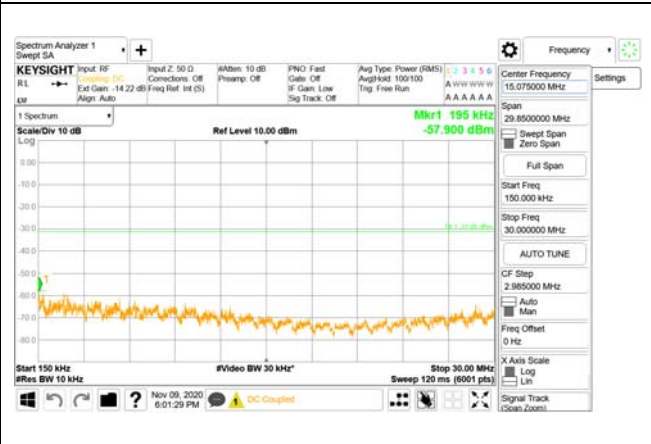 Spectrum Analyzer 1
Swept SA
Frequency
KEYSIGHT
Input: RF
Input Z: 50 Ω
#Atten: 10 dB
PNO: Fast
Avg Type: Power (RMS)
1 2 3 4 5 6
RL
Coupling: DC
Corrections: Off
Preamp: Off
Gate: Off
Avg|Hold: 100/100
A W W W W W
Ext Gain: -14.22 dB
Freq Ref: Int (S)
IF Gain: Low
Trig: Free Run
Align: Auto
Sig Track: Off
A A A A A A
1 Spectrum
Mkr1 195 kHz
Scale/Div 10 dB
Ref Level 10.00 dBm
-57.900 dBm
Log
0.00
-10.0
-20.0
-30.0
-40.0
-50.0
-60.0
-70.0
-80.0
1
Start 150 kHz
#Video BW 30 kHz*
Stop 30.00 MHz
#Res BW 10 kHz
Sweep 120 ms (6001 pts)
Nov 09, 2020
6:01:29 PM
1
DC Coupled
Center Frequency
15.075000 MHz
Settings
Span
29.8500000 MHz
Swept Span
Zero Span
Full Span
Start Freq
150.000 kHz
Stop Freq
30.000000 MHz
AUTO TUNE
CF Step
2.985000 MHz
Auto
Man
Freq Offset
0 Hz
X Axis Scale
Log
Lin
Signal Track
(Span Zoom)